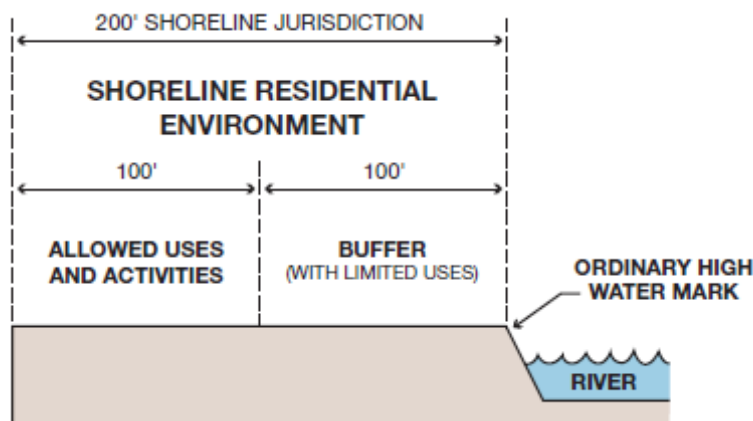 200' SHORELINE JURISDICTION
SHORELINE RESIDENTIAL
ENVIRONMENT
100'
100'
ALLOWED USES
AND ACTIVITIES
BUFFER
(WITH LIMITED USES)
ORDINARY HIGH
WATER MARK
RIVER